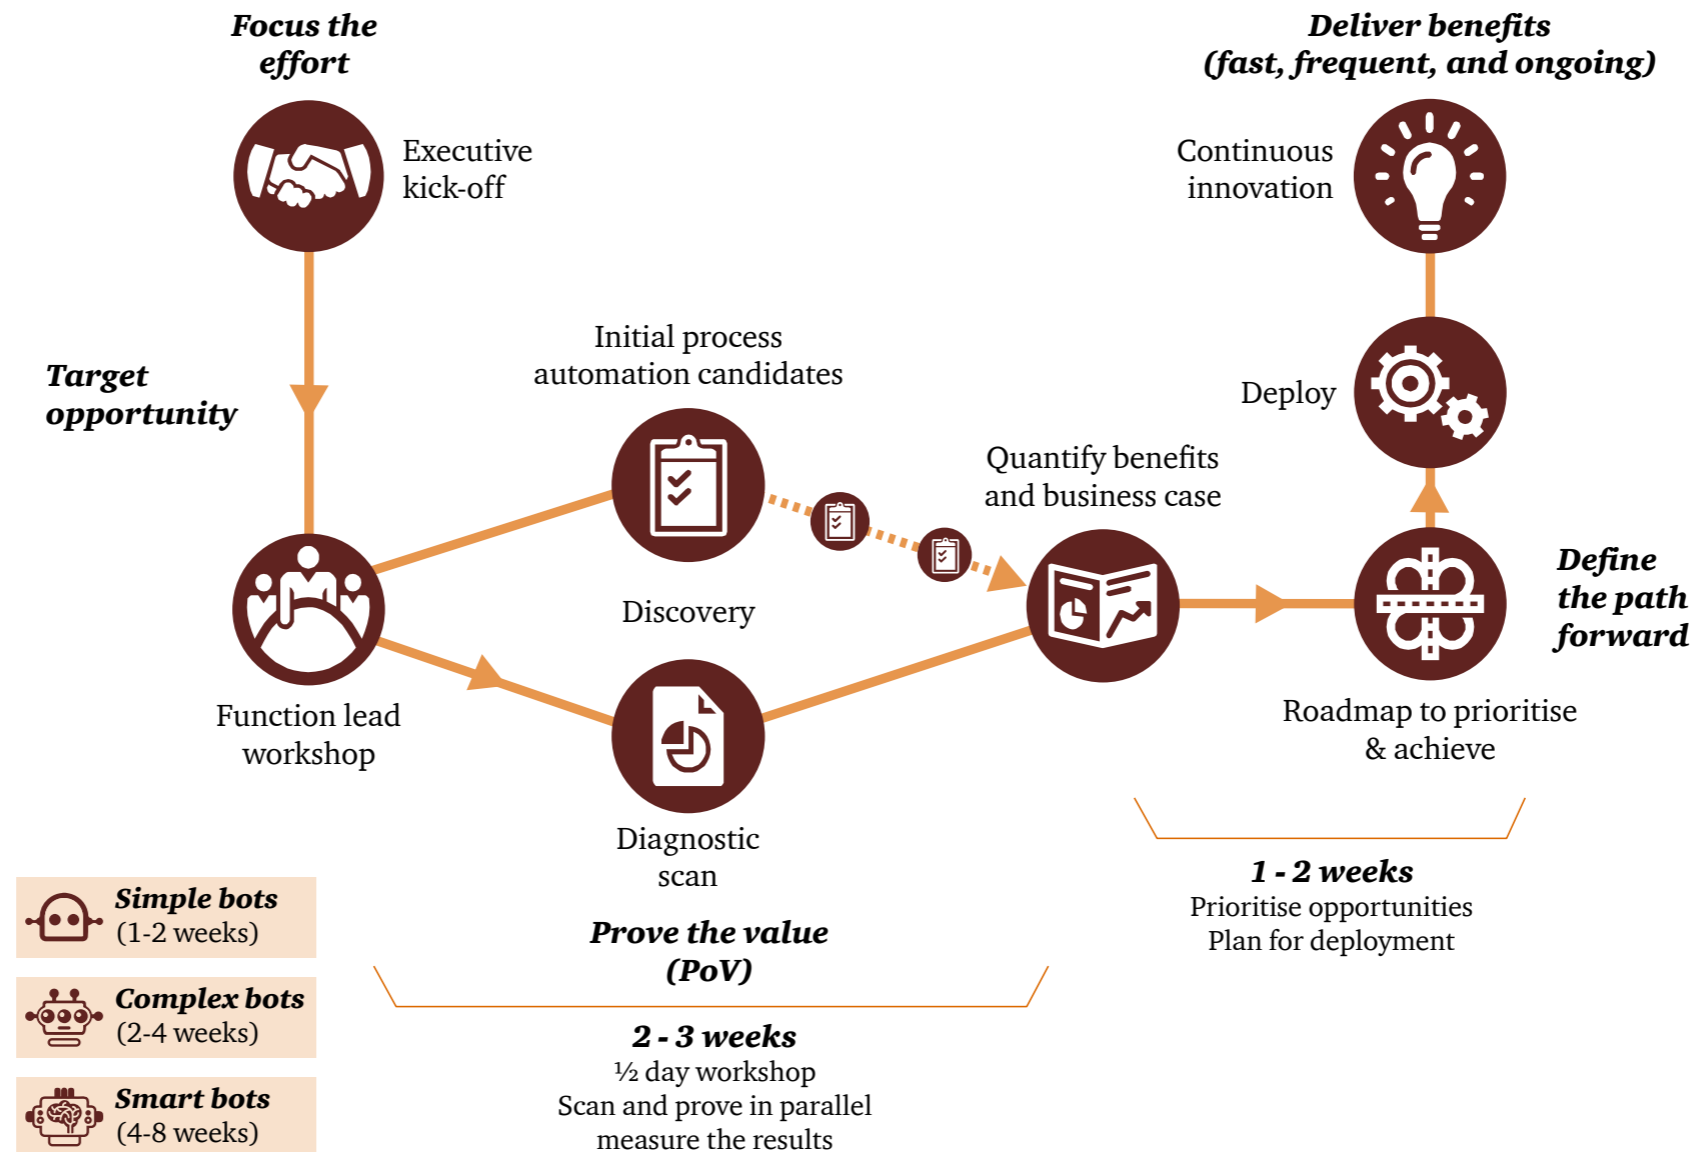 Focus the
effort
Executive
kick-off
Target
opportunity
Function lead
workshop
Initial process
automation candidates
Discovery
Diagnostic
scan
Prove the value
(PoV)
2 - 3 weeks
½ day workshop
Scan and prove in parallel
measure the results
Quantify benefits
and business case
Deliver benefits
(fast, frequent, and ongoing)
Continuous
innovation
Deploy
Define
the path
forward
Roadmap to prioritise
& achieve
1 - 2 weeks
Prioritise opportunities
Plan for deployment
Simple bots
(1-2 weeks)
Complex bots
(2-4 weeks)
Smart bots
(4-8 weeks)